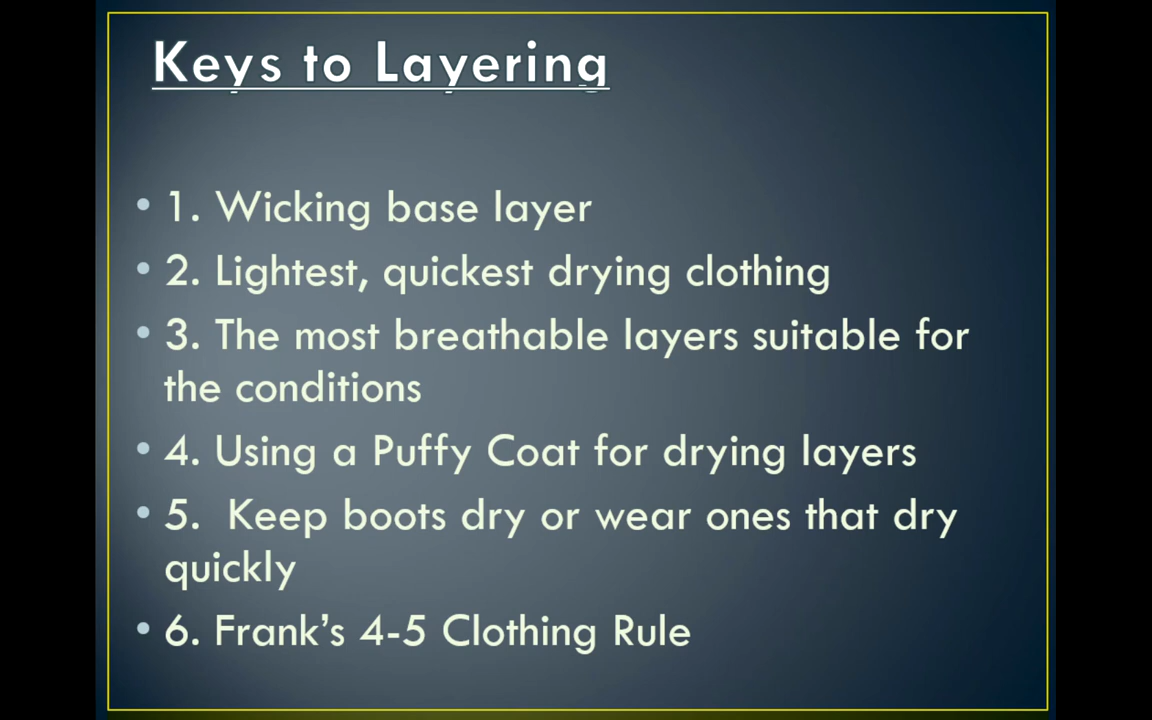 Keys to Layering
• 1. Wicking base layer
• 2. Lightest, quickest drying clothing
• 3. The most breathable layers suitable for
the conditions
• 4. Using a Puffy Coat for drying layers
• 5.  Keep boots dry or wear ones that dry
quickly
• 6. Frank’s 4-5 Clothing Rule